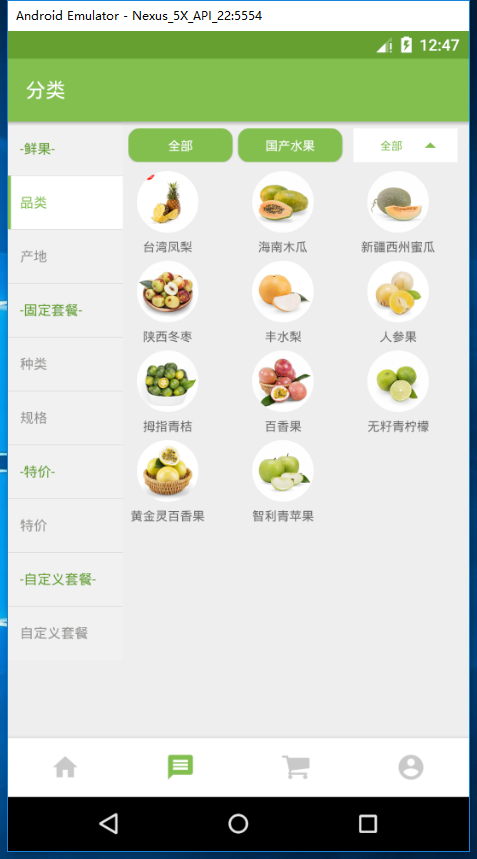 Android Emulator - Nexus_5X_API_22:5554
12:47
分类
-鲜果-
品类
产地
-固定套餐-
种类
规格
-特价-
特价
-自定义套餐-
自定义套餐
全部
国产水果
全部
台湾凤梨
海南木瓜
新疆西州蜜瓜
陕西冬枣
丰水梨
人参果
拇指青桔
百香果
无籽青柠檬
黄金灵百香果
智利青苹果